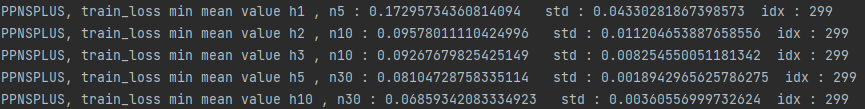 PPNSPLUS, train_loss min mean value h1 , n5 : 0.17295734360814094   std : 0.04330281867398573  idx : 299
PPNSPLUS, train_loss min mean value h2 , n10 : 0.09578011110424996   std : 0.011204653887658556  idx : 299
PPNSPLUS, train_loss min mean value h3 , n10 : 0.09267679825425149   std : 0.008254550051181342  idx : 299
PPNSPLUS, train_loss min mean value h5 , n30 : 0.08104728758335114   std : 0.0018942965625786275  idx : 299
PPNSPLUS, train_loss min mean value h10 , n30 : 0.06859342083334923   std : 0.00360556999732624  idx : 299